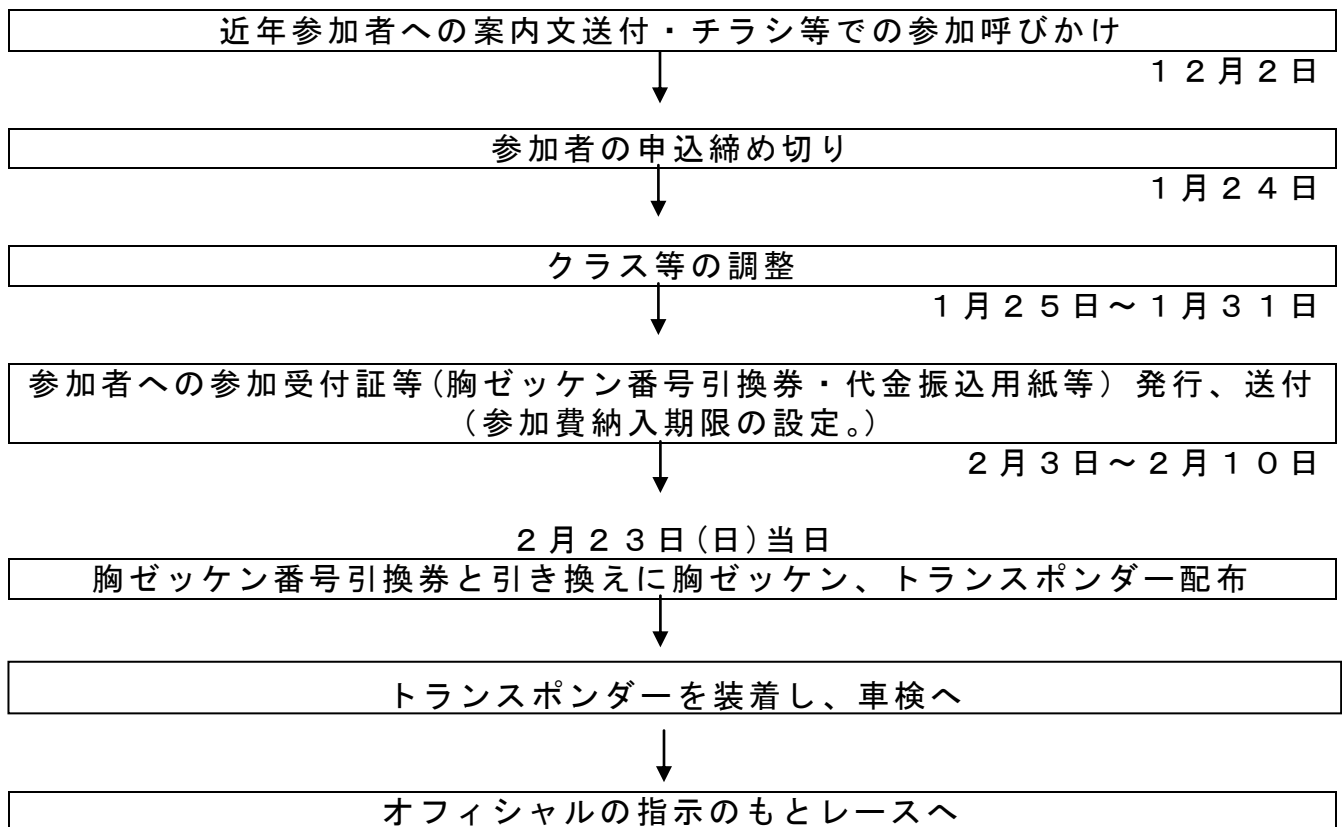 近年参加者への案内文送付・チラシ等での参加呼びかけ
１２月２日
参加者の申込締め切り
１月２４日
クラス等の調整
１月２５日～１月３１日
参加者への参加受付証等(胸ゼッケン番号引換券・代金振込用紙等) 発行、送付
(参加費納入期限の設定。)
２月３日～２月１０日
２月２３日(日)当日
胸ゼッケン番号引換券と引き換えに胸ゼッケン、トランスポンダー配布
トランスポンダーを装着し、車検へ
オフィシャルの指示のもとレースへ